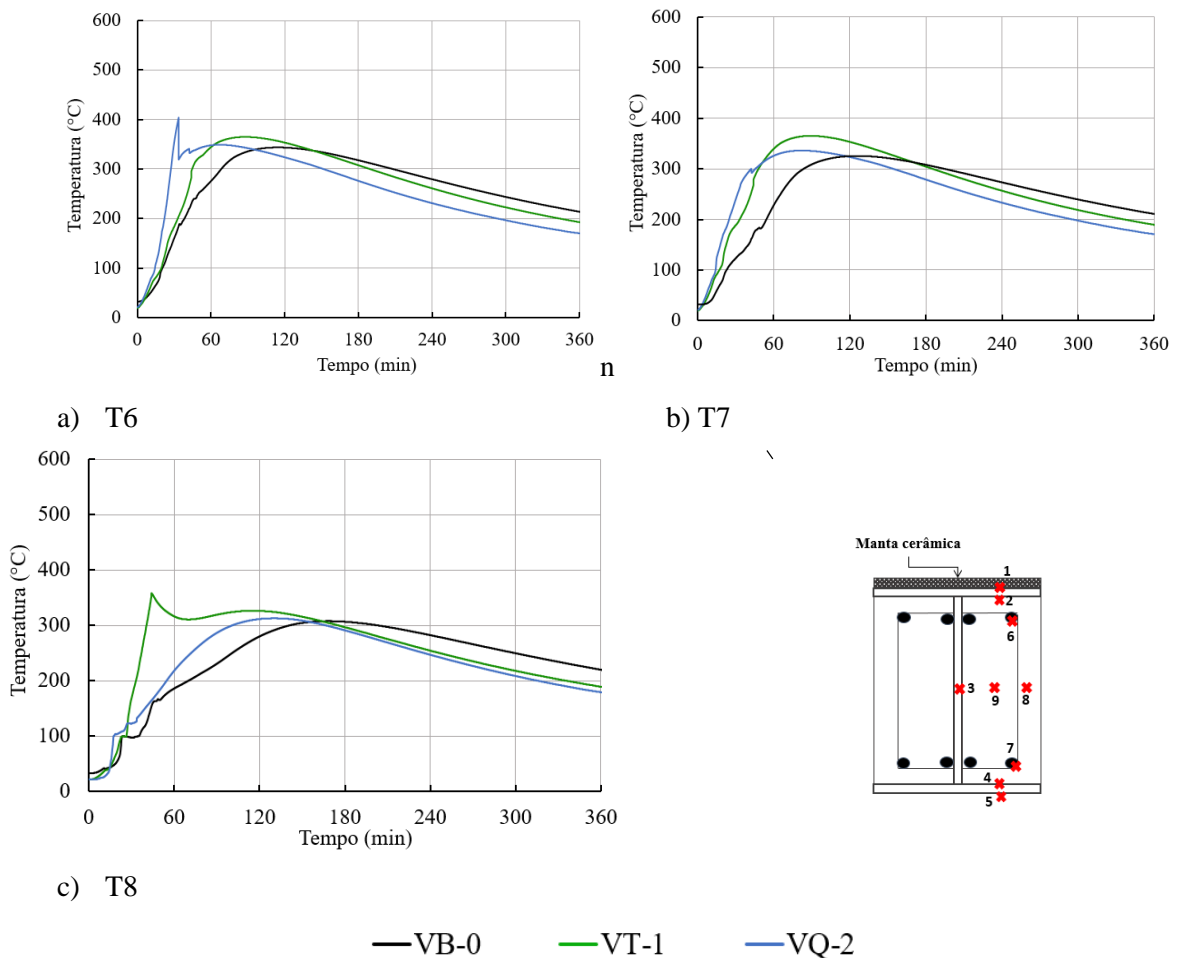 600
500
400
300
200
100
0
Temperatura (°C)
0 60 120 180 240 300 360
Tempo (min)
600
500
400
300
200
100
0
Temperatura (°C)
0 60 120 180 240 300 360
Tempo (min)
n
a) T6
b) T7
600
500
400
300
200
100
0
Temperatura (°C)
0 60 120 180 240 300 360
Tempo (min)
Manta cerâmica
1
2
6
3
9
8
7
4
5
c) T8
VB-0 VT-1 VQ-2